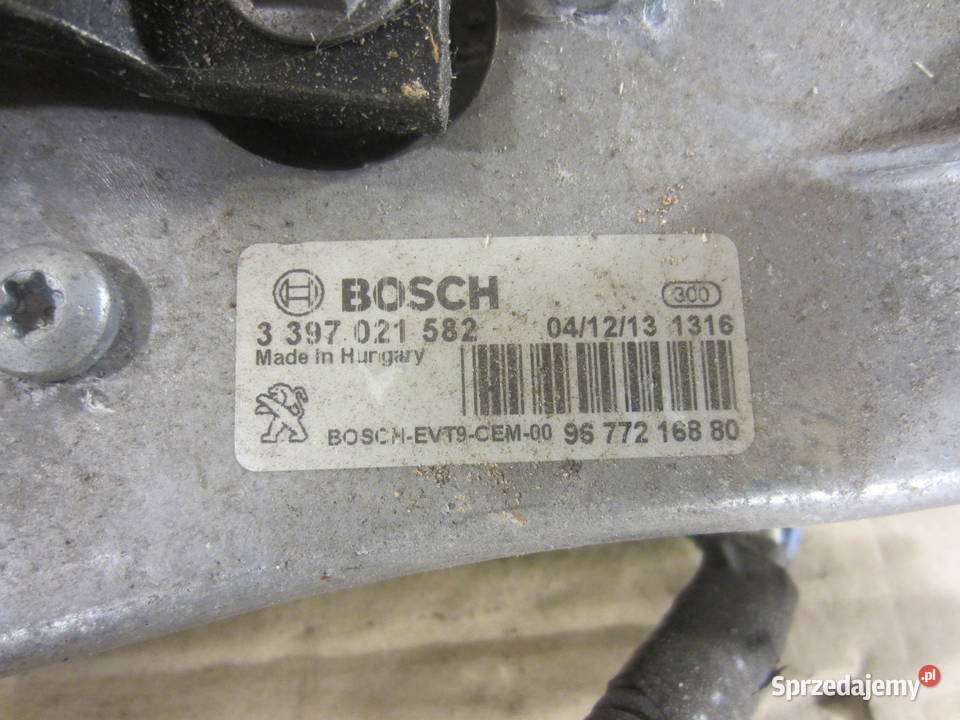 BOSCH
300
3 397 021 582 04/12/13 1316
Made in Hungary
BOSCH-EVT9-CEM-00 96 772 168 80
Sprzedajemy.pl